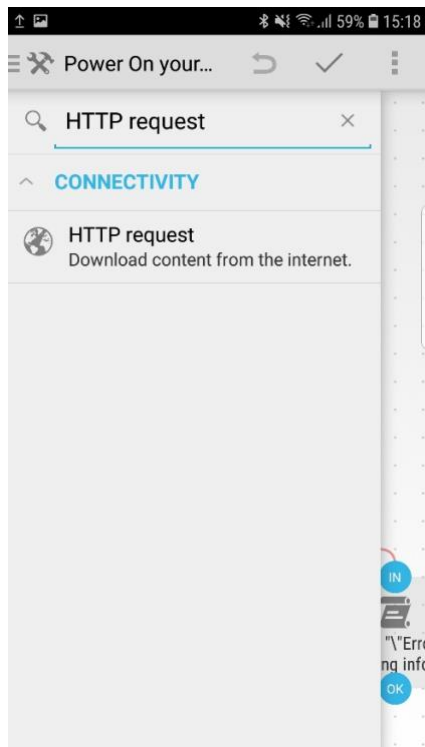 59% 15:18
Power On your...
HTTP request
CONNECTIVITY
HTTP request
Download content from the internet.
IN
"\"Erro
ng info
OK